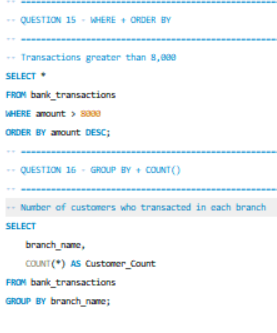 -- ============================================
-- QUESTION 15 - WHERE + ORDER BY
-- ============================================
-- Transactions greater than 8,000
SELECT *
FROM bank_transactions
WHERE amount > 8000
ORDER BY amount DESC;
-- ============================================
-- QUESTION 16 - GROUP BY + COUNT()
-- ============================================
-- Number of customers who transacted in each branch
SELECT
    branch_name,
    COUNT(*) AS Customer_Count
FROM bank_transactions
GROUP BY branch_name;